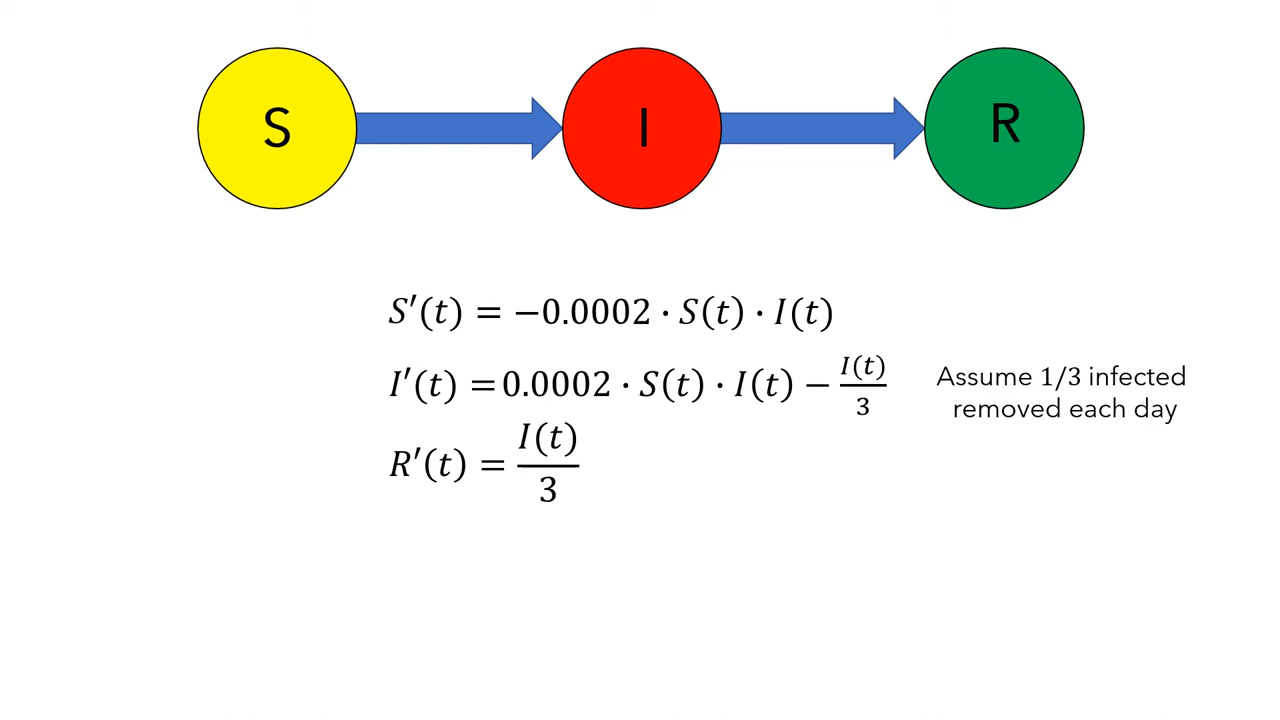 S
I
R
S′(t) = −0.0002 · S(t) · I(t)
I′(t) = 0.0002 · S(t) · I(t) − I(t)/3
Assume 1/3 infected
removed each day
R′(t) = I(t)/3